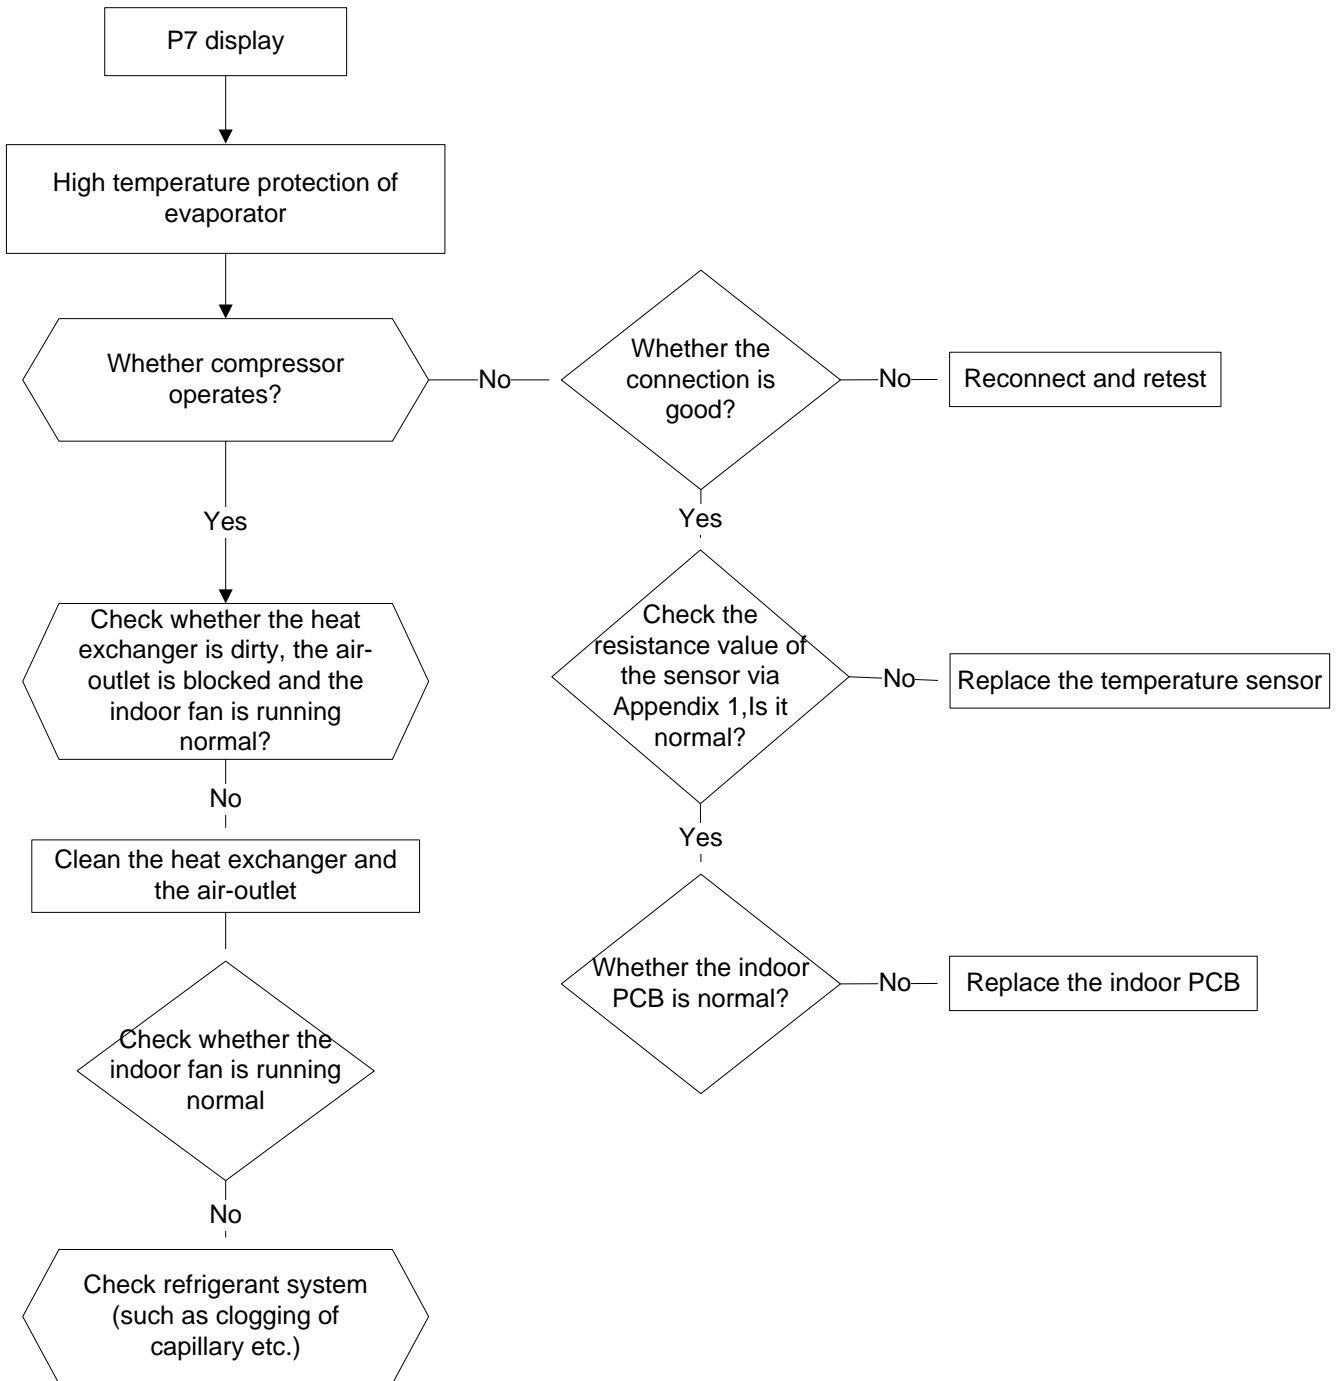 P7 display
High temperature protection of
evaporator
Whether compressor
operates?
No
Whether the
connection is
good?
No
Reconnect and retest
Yes
Yes
Check whether the heat
exchanger is dirty, the air-
outlet is blocked and the
indoor fan is running
normal?
Check the
resistance value of
the sensor via
Appendix 1,Is it
normal?
No
Replace the temperature sensor
No
Yes
Clean the heat exchanger and
the air-outlet
Whether the indoor
PCB is normal?
No
Replace the indoor PCB
Check whether the
indoor fan is running
normal
No
Check refrigerant system
(such as clogging of
capillary etc.)